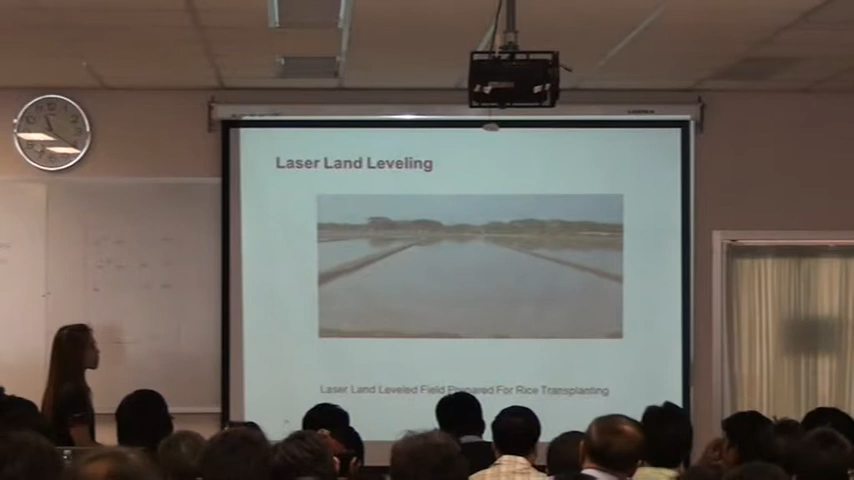 Laser Land Leveling
Laser Land Leveled Field Prepared For Rice Transplanting